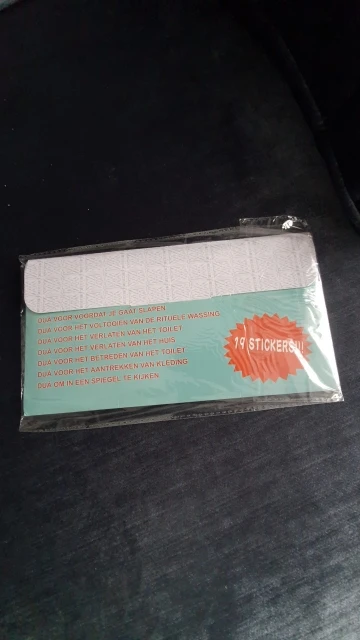 DUA VOOR VOORDAT JE GAAT SLAPEN
DUA VOOR HET VOLTOOIEN VAN DE RITUELE WASSING
DUA VOOR HET VERLATEN VAN HET TOILET
DUA VOOR HET VERLATEN VAN HET HUIS
DUA VOOR HET BETREDEN VAN HET TOILET
DUA VOOR HET AANTREKKEN VAN KLEDING
DUA OM IN EEN SPIEGEL TE KIJKEN
19 STICKERS!!!